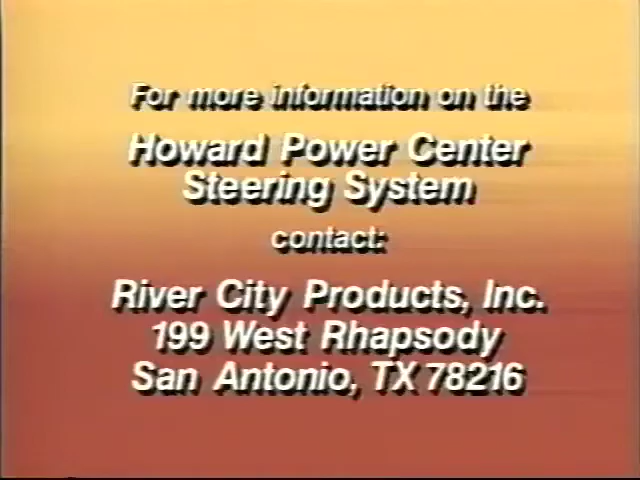 For more information on the
Howard Power Center
Steering System
contact:
River City Products, Inc.
199 West Rhapsody
San Antonio, TX 78216